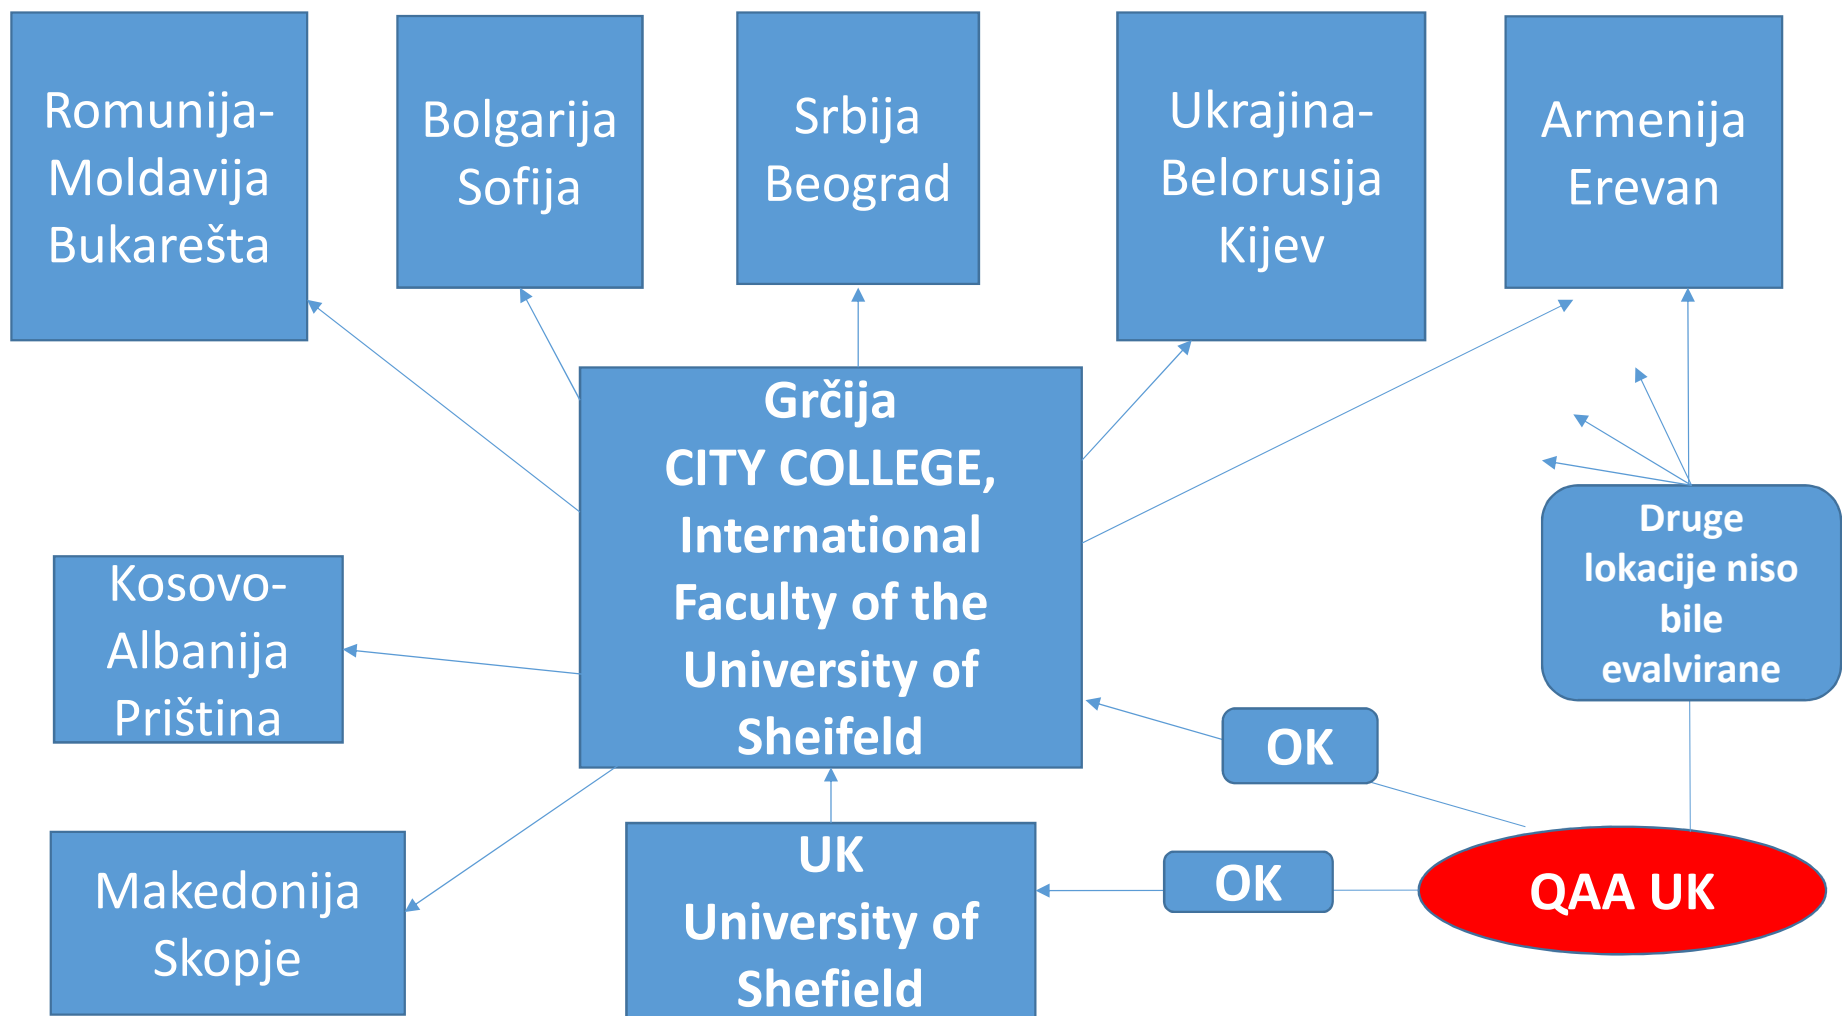 Romunija-
Moldavija
Bukarešta
Bolgarija
Sofija
Srbija
Beograd
Ukrajina-
Belorusija
Kijev
Armenija
Erevan
Grčija
CITY COLLEGE,
International
Faculty of the
University of
Sheifeld
Druge
lokacije niso
bile
evalvirane
Kosovo-
Albanija
Priština
OK
Makedonija
Skopje
UK
University of
Shefield
OK
QAA UK